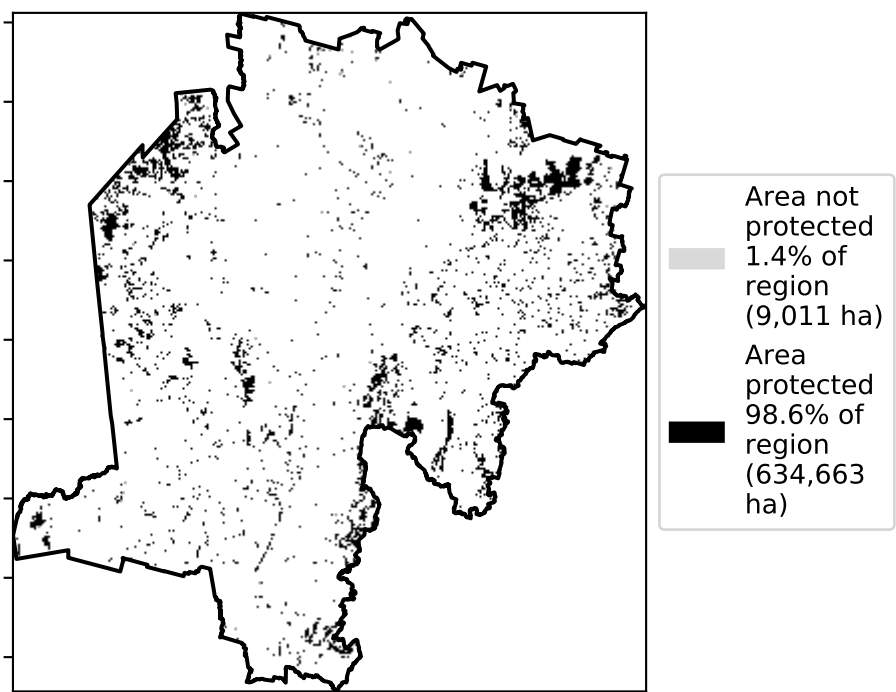 Area not
protected
1.4% of
region
(9,011 ha)
Area
protected
98.6% of
region
(634,663
ha)